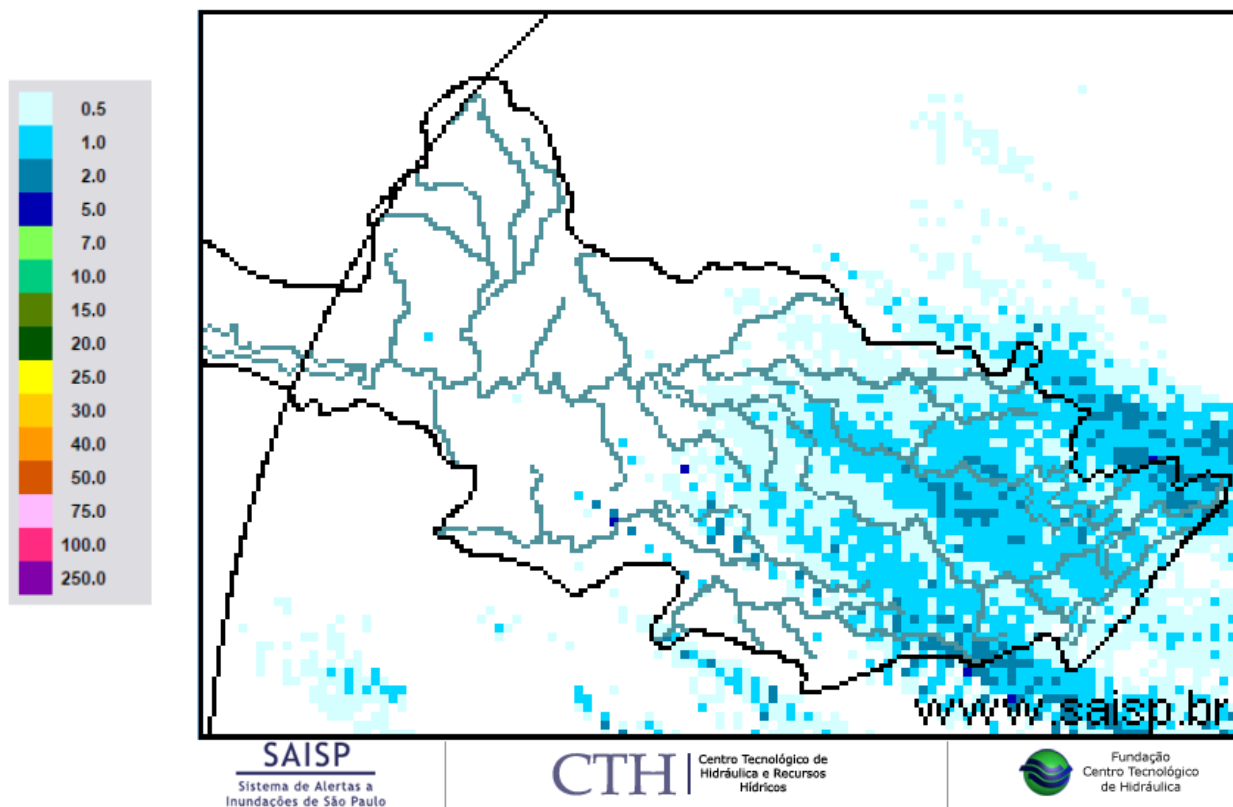 0.5
1.0
2.0
5.0
7.0
10.0
15.0
20.0
25.0
30.0
40.0
50.0
75.0
100.0
250.0
www.saisp.br
SAISP
Sistema de Alertas a
Inundações de São Paulo
CTH
Centro Tecnológico de
Hidráulica e Recursos
Hídricos
Fundação
Centro Tecnológico
de Hidráulica